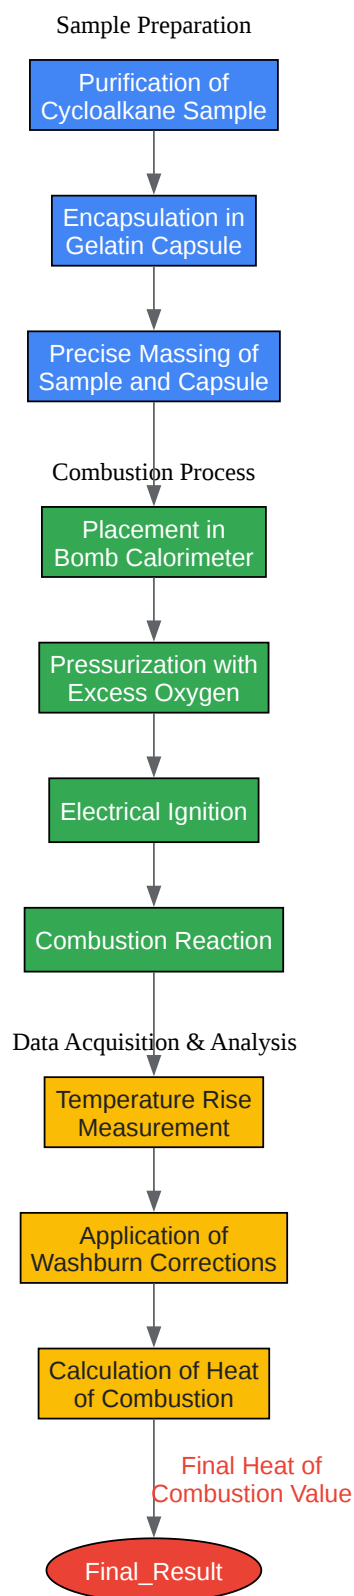 Sample Preparation
Purification of
Cycloalkane Sample
Encapsulation in
Gelatin Capsule
Precise Massing of
Sample and Capsule
Combustion Process
Placement in
Bomb Calorimeter
Pressurization with
Excess Oxygen
Electrical Ignition
Combustion Reaction
Data Acquisition & Analysis
Temperature Rise
Measurement
Application of
Washburn Corrections
Calculation of Heat
of Combustion
Final Heat of
Combustion Value
Final_Result